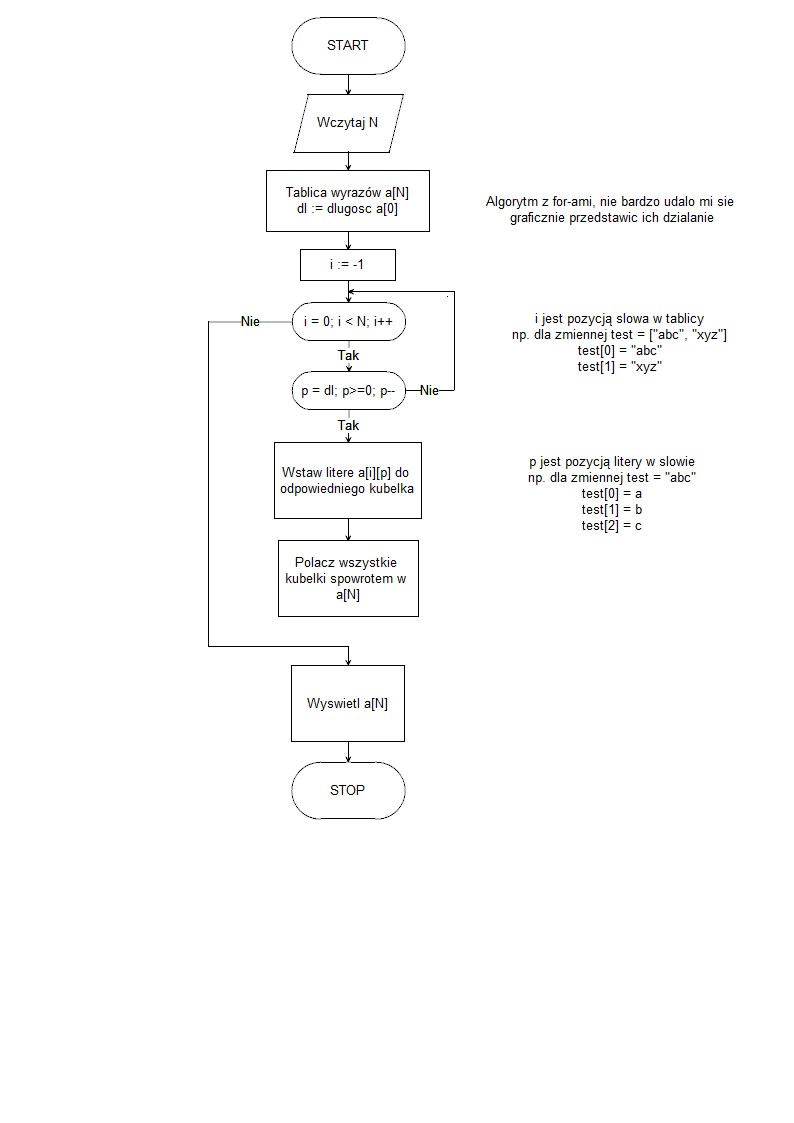 START
Wczytaj N
Tablica wyrazów a[N]
dl := dlugosc a[0]
Algorytm z for-ami, nie bardzo udalo mi sie
graficznie przedstawic ich dzialanie
i := -1
Nie
i = 0; i < N; i++
i jest pozycją slowa w tablicy
np. dla zmiennej test = ["abc", "xyz"]
test[0] = "abc"
test[1] = "xyz"
Tak
p = dl; p>=0; p--
Nie
Tak
Wstaw litere a[i][p] do
odpowiedniego kubelka
p jest pozycją litery w slowie
np. dla zmiennej test = "abc"
test[0] = a
test[1] = b
test[2] = c
Polacz wszystkie
kubelki spowrotem w
a[N]
Wyswietl a[N]
STOP